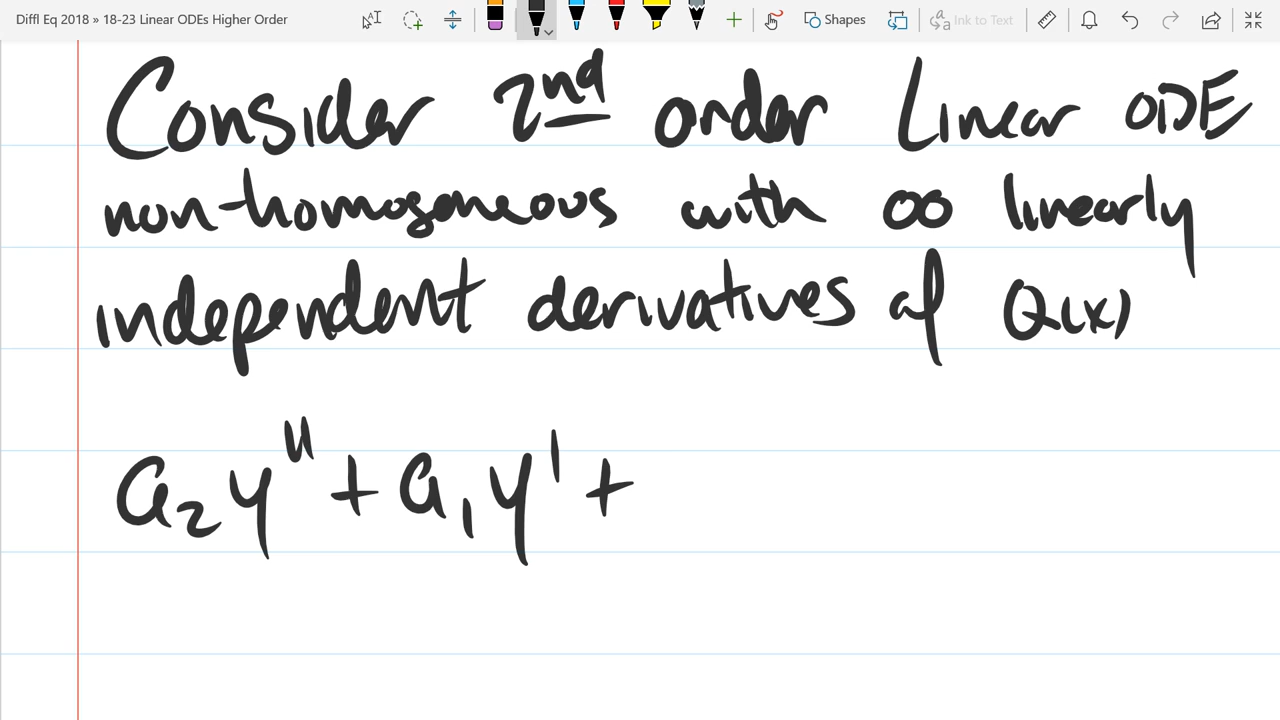 Diffl Eq 2018 » 18-23 Linear ODEs Higher Order
Shapes
Ink to Text
Consider 2nd order Linear ODE
non-homogeneous with ∞ linearly
independent derivatives of Q(x)
a₂y'' + a₁y' +